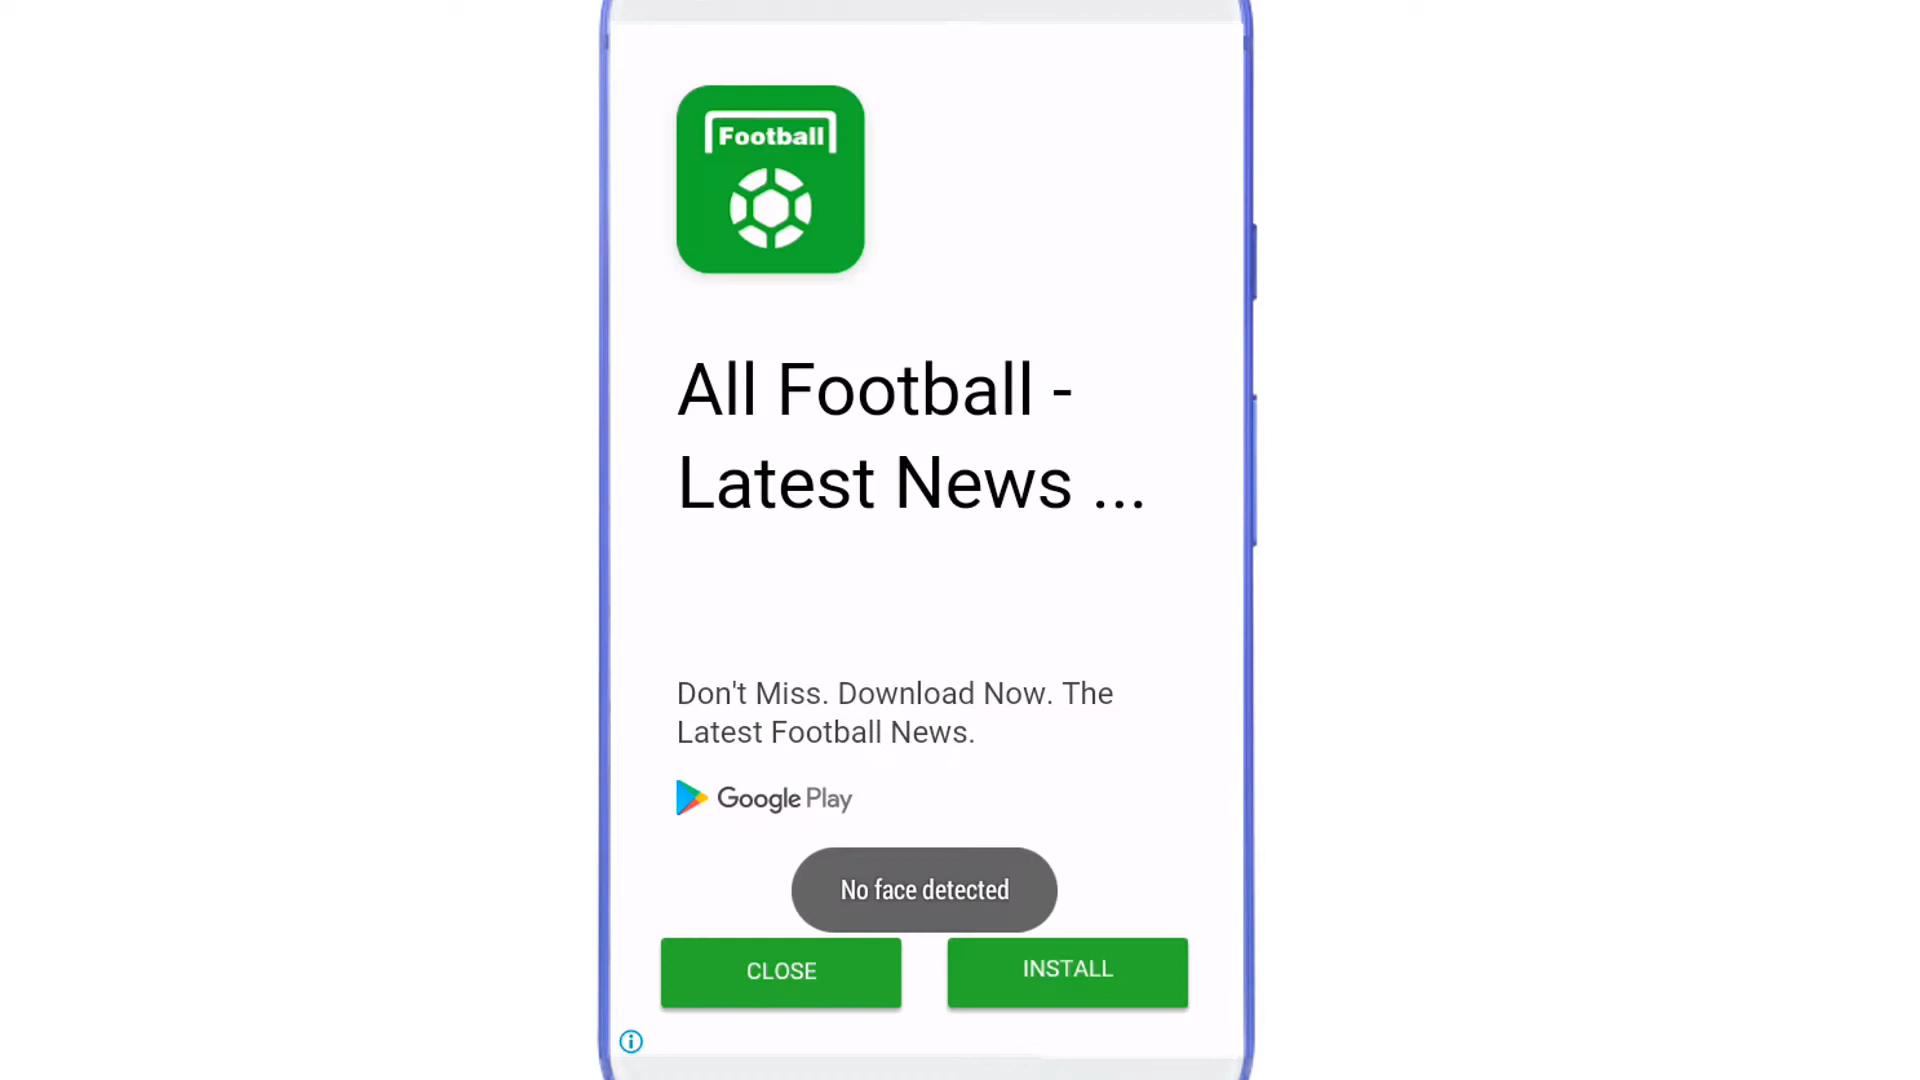 Football
All Football -
Latest News ...
Don't Miss. Download Now. The
Latest Football News.
Google Play
No face detected
CLOSE
INSTALL